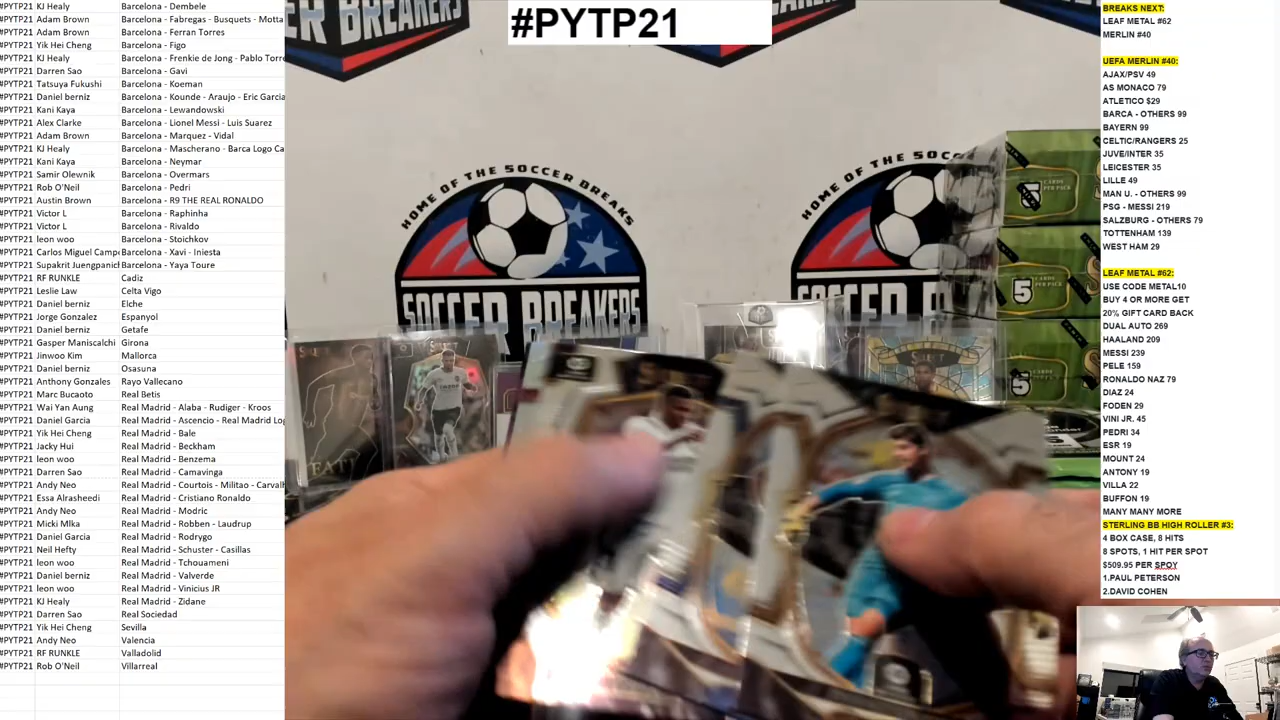 #PYTP21
#PYTP21 KJ Healy Barcelona - Dembele
#PYTP21 Adam Brown Barcelona - Fabregas - Busquets - Motta
#PYTP21 Adam Brown Barcelona - Ferran Torres
#PYTP21 Yik Hei Cheng Barcelona - Figo
#PYTP21 KJ Healy Barcelona - Frenkie de Jong - Pablo Torre
#PYTP21 Darren Sao Barcelona - Gavi
#PYTP21 Tatsuya Fukushi Barcelona - Koeman
#PYTP21 Daniel berniz Barcelona - Kounde - Araujo - Eric Garcia
#PYTP21 Kani Kaya Barcelona - Lewandowski
#PYTP21 Alex Clarke Barcelona - Lionel Messi - Luis Suarez
#PYTP21 Adam Brown Barcelona - Marquez - Vidal
#PYTP21 KJ Healy Barcelona - Mascherano - Barca Logo Ca
#PYTP21 Kani Kaya Barcelona - Neymar
#PYTP21 Samir Olewnik Barcelona - Overmars
#PYTP21 Rob O'Neil Barcelona - Pedri
#PYTP21 Austin Brown Barcelona - R9 THE REAL RONALDO
#PYTP21 Victor L Barcelona - Raphinha
#PYTP21 Victor L Barcelona - Rivaldo
#PYTP21 leon woo Barcelona - Stoichkov
#PYTP21 Carlos Miguel Campo Barcelona - Xavi - Iniesta
#PYTP21 Supakrit Juengpanich Barcelona - Yaya Toure
#PYTP21 RF RUNKLE Cadiz
#PYTP21 Leslie Law Celta Vigo
#PYTP21 Daniel berniz Elche
#PYTP21 Jorge Gonzalez Espanyol
#PYTP21 Daniel berniz Getafe
#PYTP21 Gasper Maniscalchi Girona
#PYTP21 Jinwoo Kim Mallorca
#PYTP21 Daniel berniz Osasuna
#PYTP21 Anthony Gonzales Rayo Vallecano
#PYTP21 Marc Bucaoto Real Betis
#PYTP21 Wai Yan Aung Real Madrid - Alaba - Rudiger - Kroos
#PYTP21 Daniel Garcia Real Madrid - Ascencio - Real Madrid Log
#PYTP21 Yik Hei Cheng Real Madrid - Bale
#PYTP21 Jacky Hui Real Madrid - Beckham
#PYTP21 leon woo Real Madrid - Benzema
#PYTP21 Darren Sao Real Madrid - Camavinga
#PYTP21 Andy Neo Real Madrid - Courtois - Militao - Carvalh
#PYTP21 Essa Alrasheedi Real Madrid - Cristiano Ronaldo
#PYTP21 Andy Neo Real Madrid - Modric
#PYTP21 Micki Mlka Real Madrid - Robben - Laudrup
#PYTP21 Daniel Garcia Real Madrid - Rodrygo
#PYTP21 Neil Hefty Real Madrid - Schuster - Casillas
#PYTP21 leon woo Real Madrid - Tchouameni
#PYTP21 Daniel berniz Real Madrid - Valverde
#PYTP21 leon woo Real Madrid - Vinicius JR
#PYTP21 KJ Healy Real Madrid - Zidane
#PYTP21 Darren Sao Real Sociedad
#PYTP21 Yik Hei Cheng Sevilla
#PYTP21 Andy Neo Valencia
#PYTP21 RF RUNKLE Valladolid
#PYTP21 Rob O'Neil Villarreal
ER BREAKERS
HOME OF THE SOCCER BREAKS
SOCCER BREAKERS
HOME OF THE SOCC
SOCCER BREA
5 CARDS PER PACK
5 CARDS PER PACK
5
SELECT
BREAKS NEXT:
LEAF METAL #62
MERLIN #40
UEFA MERLIN #40:
AJAX/PSV 49
AS MONACO 79
ATLETICO $29
BARCA - OTHERS 99
BAYERN 99
CELTIC/RANGERS 25
JUVE/INTER 35
LEICESTER 35
LILLE 49
MAN U. - OTHERS 99
PSG - MESSI 219
SALZBURG - OTHERS 79
TOTTENHAM 139
WEST HAM 29
LEAF METAL #62:
USE CODE METAL10
BUY 4 OR MORE GET
20% GIFT CARD BACK
DUAL AUTO 269
HAALAND 209
MESSI 239
PELE 159
RONALDO NAZ 79
DIAZ 24
FODEN 29
VINI JR. 45
PEDRI 34
ESR 19
MOUNT 24
ANTONY 19
VILLA 22
BUFFON 19
MANY MANY MORE
STERLING BB HIGH ROLLER #3:
4 BOX CASE, 8 HITS
8 SPOTS, 1 HIT PER SPOT
$509.95 PER SPOY
1.PAUL PETERSON
2.DAVID COHEN